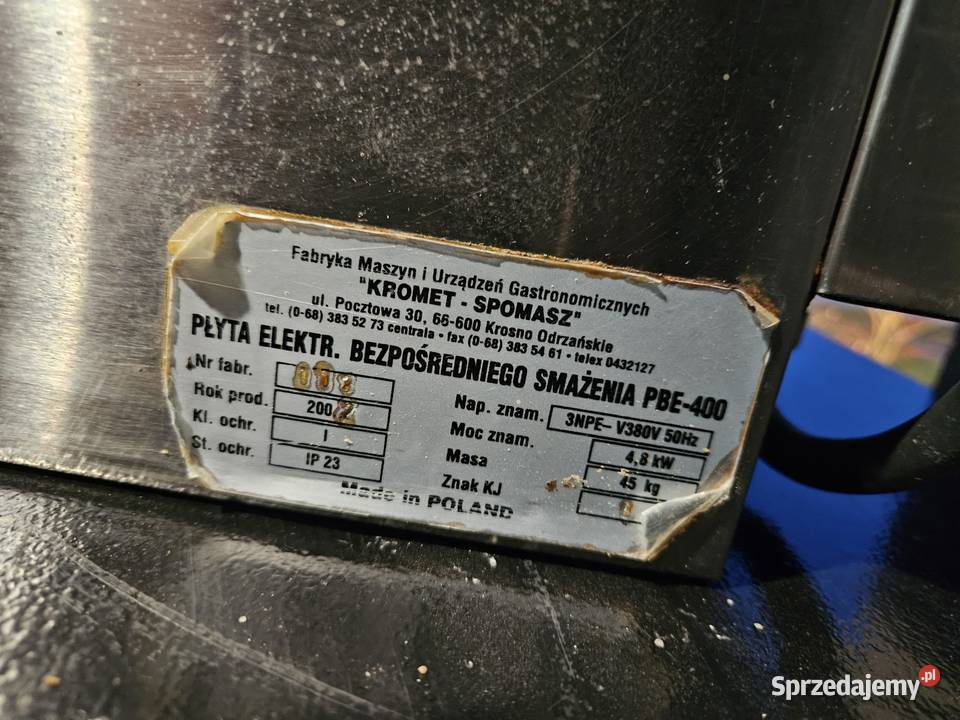 Fabryka Maszyn i Urządzeń Gastronomicznych
"KROMET - SPOMASZ"
ul. Pocztowa 30, 66-600 Krosno Odrzańskie
tel. (0-68) 383 52 73 centrala • fax (0-68) 383 54 61 • telex 0432127
PŁYTA ELEKTR. BEZPOŚREDNIEGO SMAŻENIA PBE-400
Nr fabr.
Rok prod. 2002
Kl. ochr. I
St. ochr. IP 23
Nap. znam. 3NPE~ V380V 50Hz
Moc znam. 4,8 kW
Masa 45 kg
Znak KJ
Made in POLAND
Sprzedajemy.pl